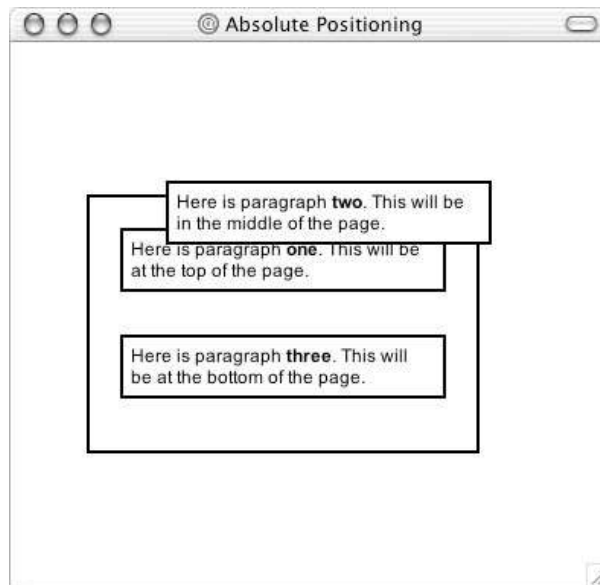 Absolute Positioning
Here is paragraph two. This will be
in the middle of the page.
Here is paragraph one. This will be
at the top of the page.
Here is paragraph three. This will
be at the bottom of the page.